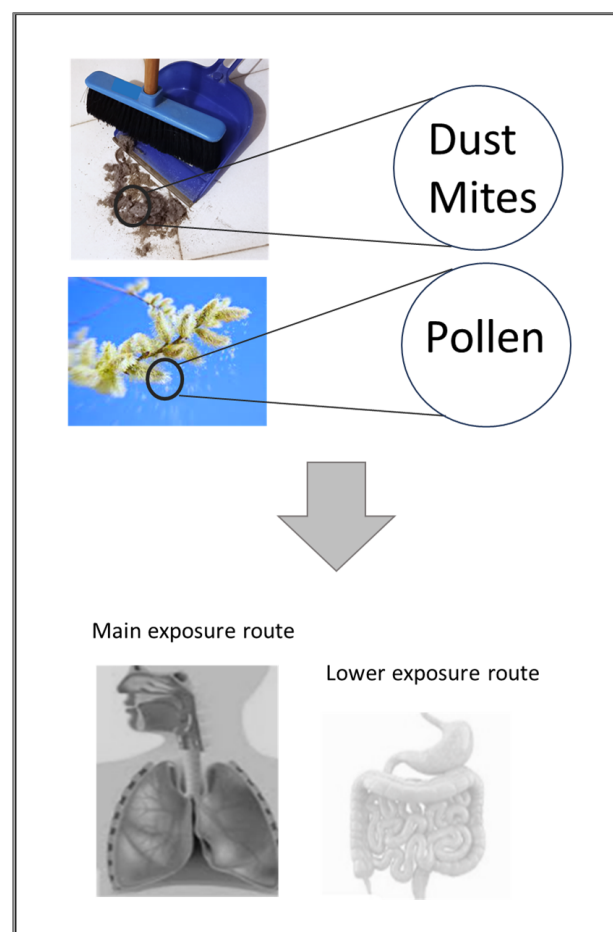 Dust
Mites
Pollen
Main exposure route
Lower exposure route